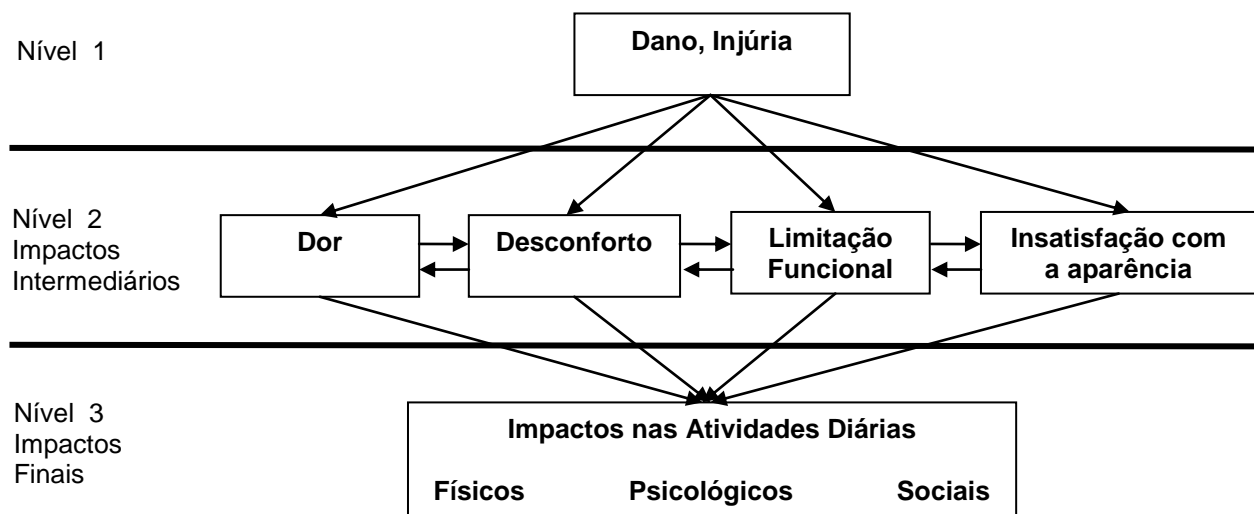 Nível 1
Dano, Injúria
Nível 2
Impactos
Intermediários
Dor
Desconforto
Limitação
Funcional
Insatisfação com
a aparência
Nível 3
Impactos
Finais
Impactos nas Atividades Diárias
Físicos Psicológicos Sociais